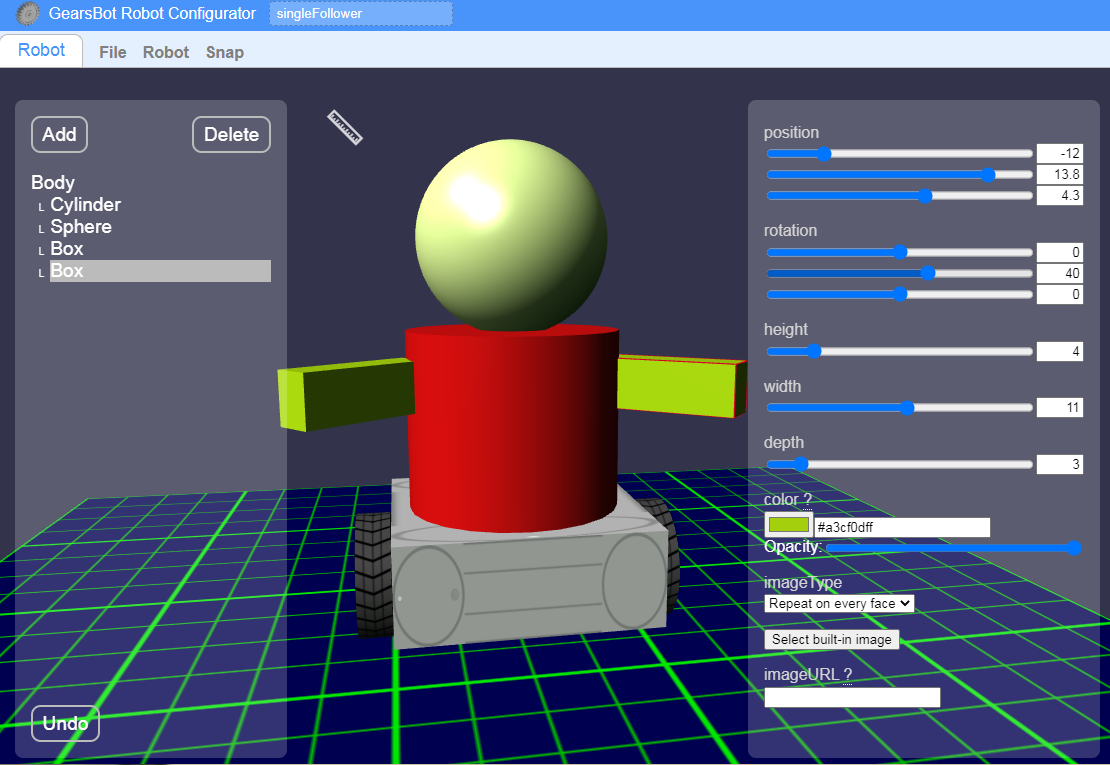 GearsBot Robot Configurator singleFollower
Robot File Robot Snap
Add Delete
Body
L Cylinder
L Sphere
L Box
L Box
Undo
position
-12
13.8
4.3
rotation
0
40
0
height
4
width
11
depth
3
color ?
#a3cf0dff
Opacity:
imageType
Repeat on every face
Select built-in image
imageURL ?